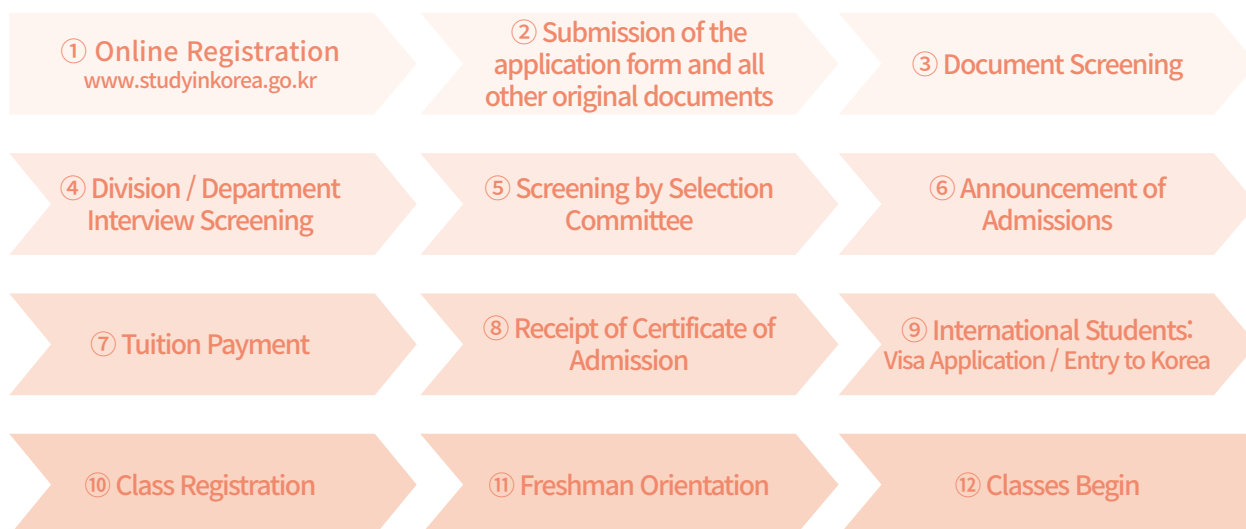 ① Online Registration
www.studyinkorea.go.kr
② Submission of the
application form and all
other original documents
③ Document Screening
④ Division / Department
Interview Screening
⑤ Screening by Selection
Committee
⑥ Announcement of
Admissions
⑦ Tuition Payment
⑧ Receipt of Certificate of
Admission
⑨ International Students:
Visa Application / Entry to Korea
⑩ Class Registration
⑪ Freshman Orientation
⑫ Classes Begin